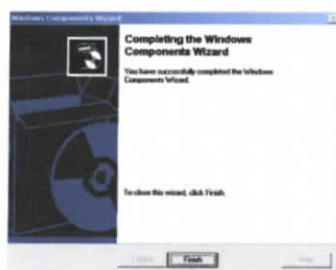 Windows Components Wizard
Completing the Windows
Components Wizard
You have successfully completed the Windows
Components Wizard.
To close this wizard, click Finish.
Finish
Help